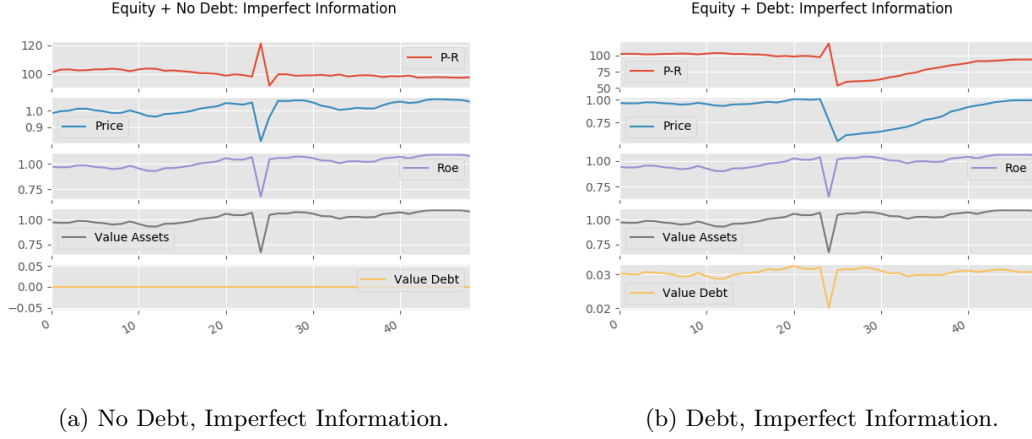 Equity + No Debt: Imperfect Information
120
100
P-R
1.0
0.9
Price
1.00
0.75
Roe
1.00
0.75
Value Assets
0.05
0.00
−0.05
Value Debt
0
10
20
30
40
(a) No Debt, Imperfect Information.
Equity + Debt: Imperfect Information
100
75
50
P-R
1.00
0.75
Price
1.00
0.75
Roe
1.00
0.75
Value Assets
0.03
0.02
Value Debt
0
10
20
30
40
(b) Debt, Imperfect Information.